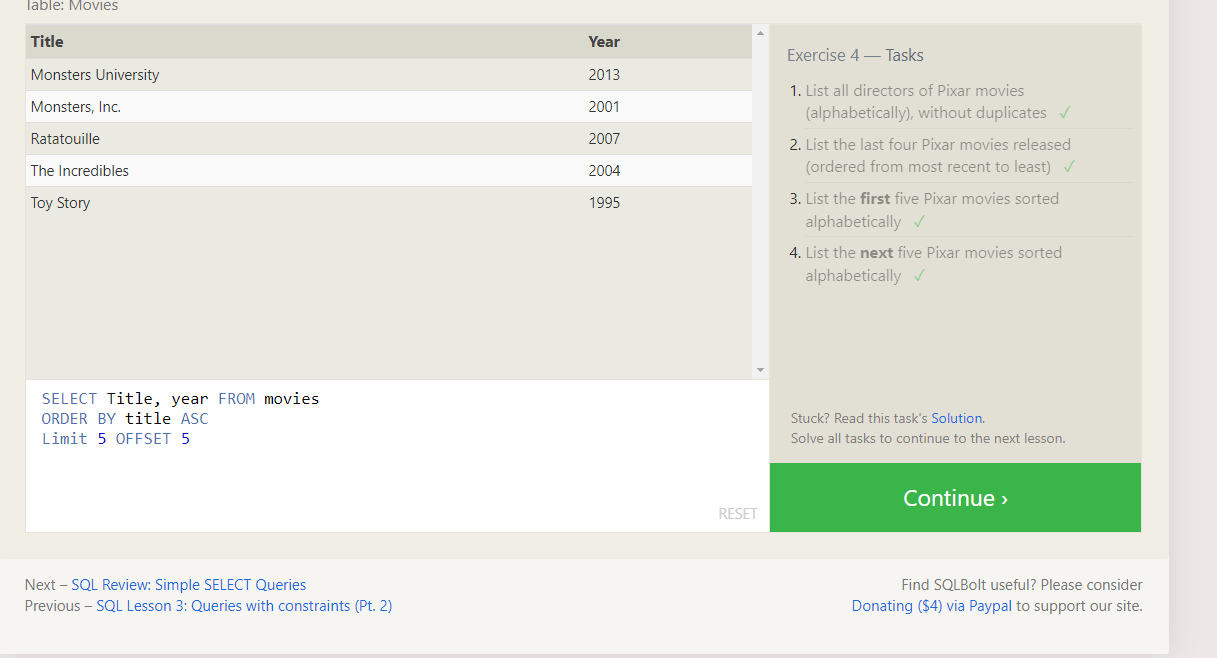 Table: Movies
Title Year
Monsters University 2013
Monsters, Inc. 2001
Ratatouille 2007
The Incredibles 2004
Toy Story 1995
SELECT Title, year FROM movies
ORDER BY title ASC
Limit 5 OFFSET 5
RESET
Exercise 4 — Tasks
1. List all directors of Pixar movies
(alphabetically), without duplicates ✓
2. List the last four Pixar movies released
(ordered from most recent to least) ✓
3. List the first five Pixar movies sorted
alphabetically ✓
4. List the next five Pixar movies sorted
alphabetically ✓
Stuck? Read this task's Solution.
Solve all tasks to continue to the next lesson.
Continue ›
Next – SQL Review: Simple SELECT Queries
Previous – SQL Lesson 3: Queries with constraints (Pt. 2)
Find SQLBolt useful? Please consider
Donating ($4) via Paypal to support our site.